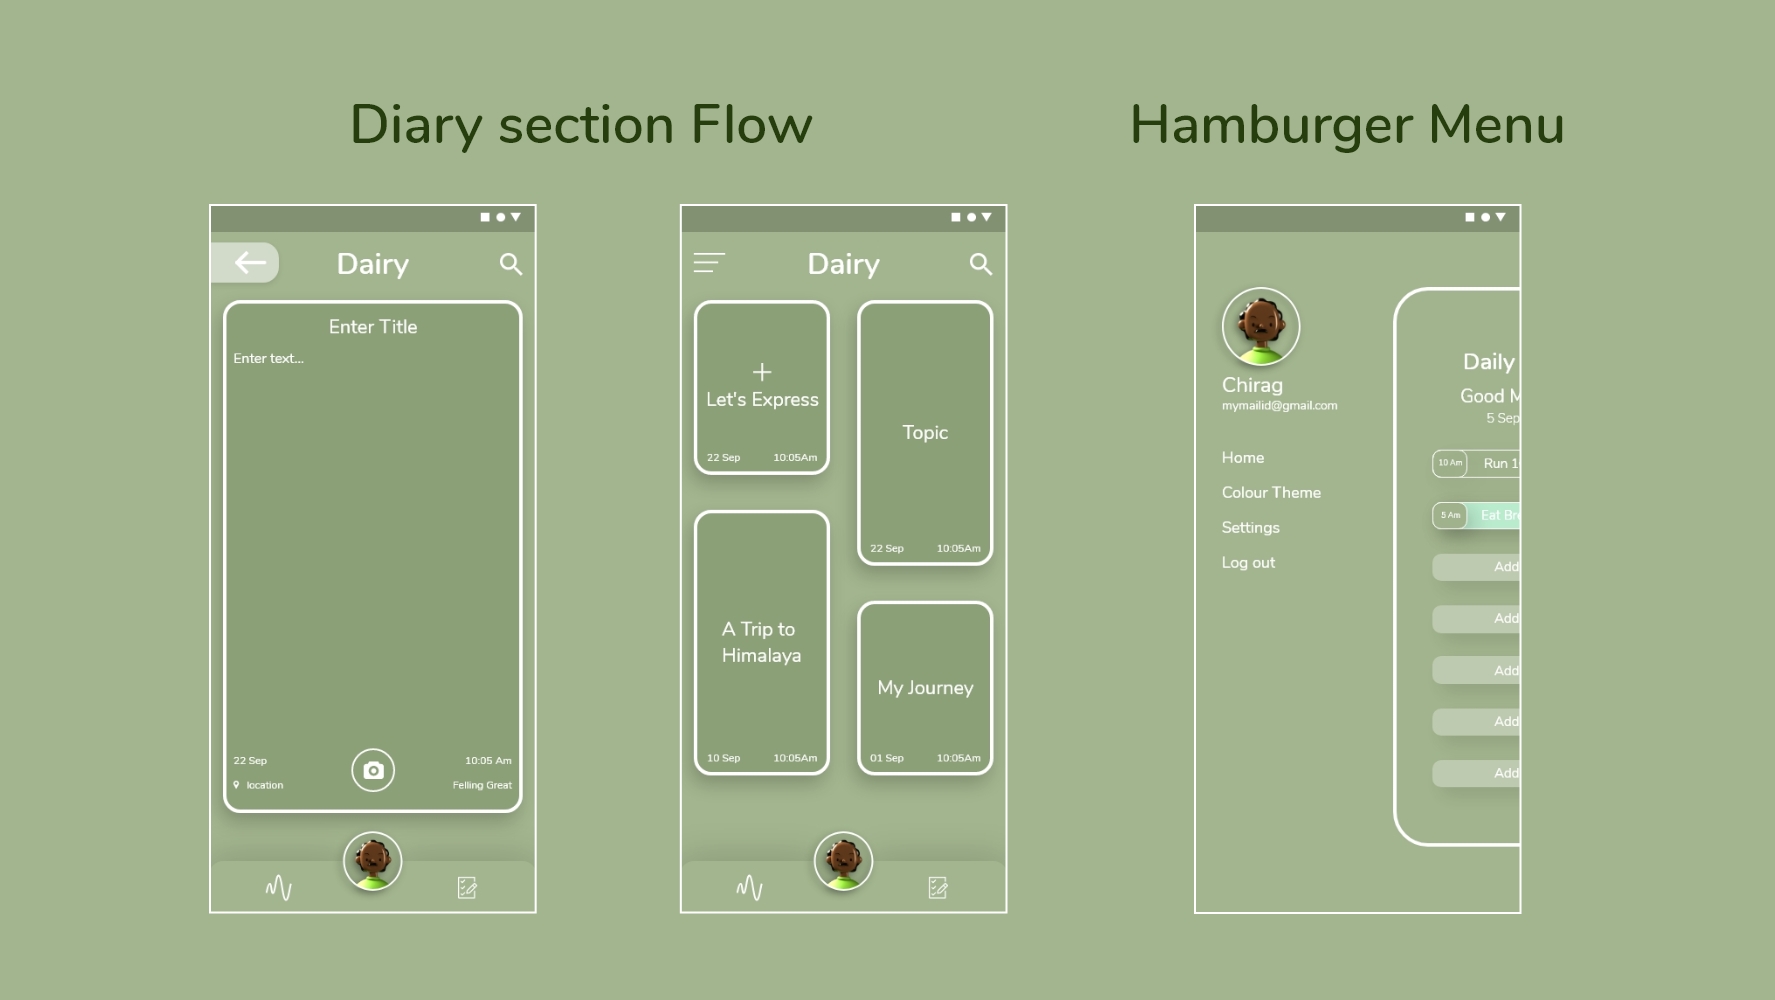 Diary section Flow
Hamburger Menu
Dairy
Enter Title
Enter text...
22 Sep
10:05 Am
location
Felling Great
Dairy
Let's Express
22 Sep
10:05Am
Topic
22 Sep
10:05Am
A Trip to
Himalaya
10 Sep
10:05Am
My Journey
01 Sep
10:05Am
Chirag
mymailid@gmail.com
Home
Colour Theme
Settings
Log out
Daily
Good M
5 Sep
10 Am
Run 1
5 Am
Eat Bre
Add
Add
Add
Add
Add